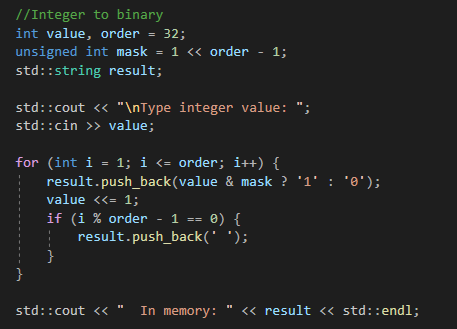 //Integer to binary
int value, order = 32;
unsigned int mask = 1 << order - 1;
std::string result;

std::cout << "\nType integer value: ";
std::cin >> value;

for (int i = 1; i <= order; i++) {
    result.push_back(value & mask ? '1' : '0');
    value <<= 1;
    if (i % order - 1 == 0) {
        result.push_back(' ');
    }
}

std::cout << "  In memory: " << result << std::endl;